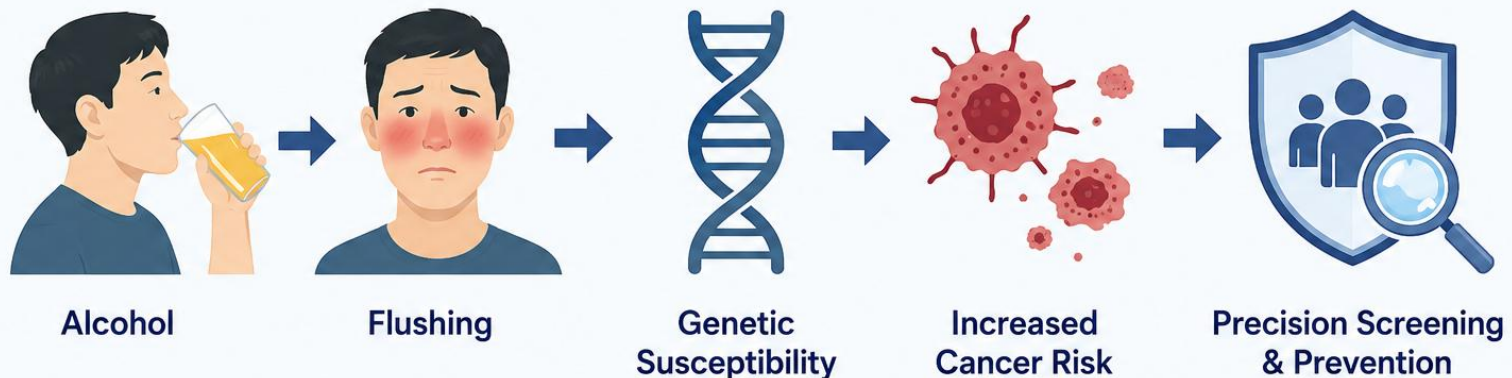 Alcohol
Flushing
Genetic
Susceptibility
Increased
Cancer Risk
Precision Screening
& Prevention